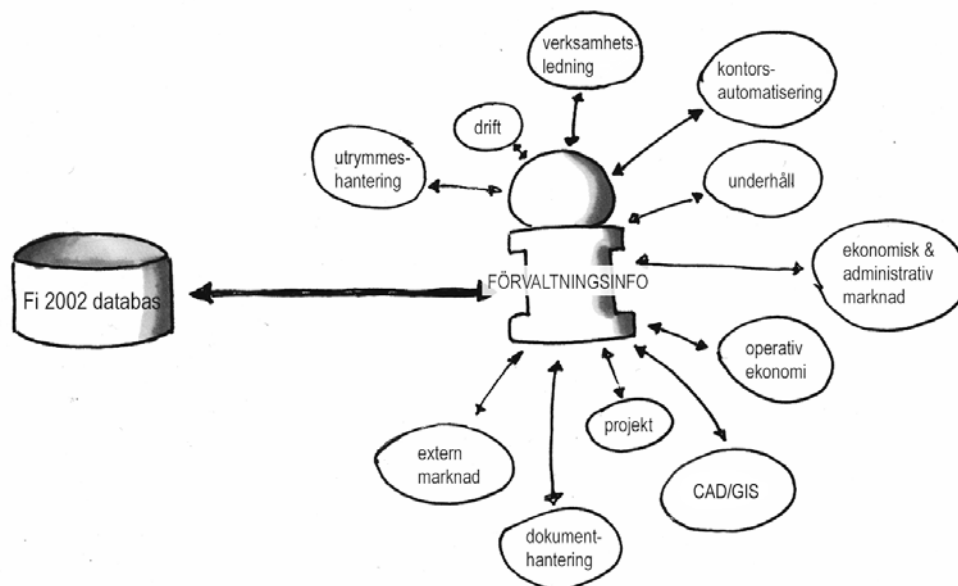 verksamhets-
ledning
kontors-
automatisering
drift
utrymmes-
hantering
underhåll
ekonomisk &
administrativ
marknad
Fi 2002 databas
FÖRVALTNINGSINFO
operativ
ekonomi
projekt
extern
marknad
CAD/GIS
dokument-
hantering